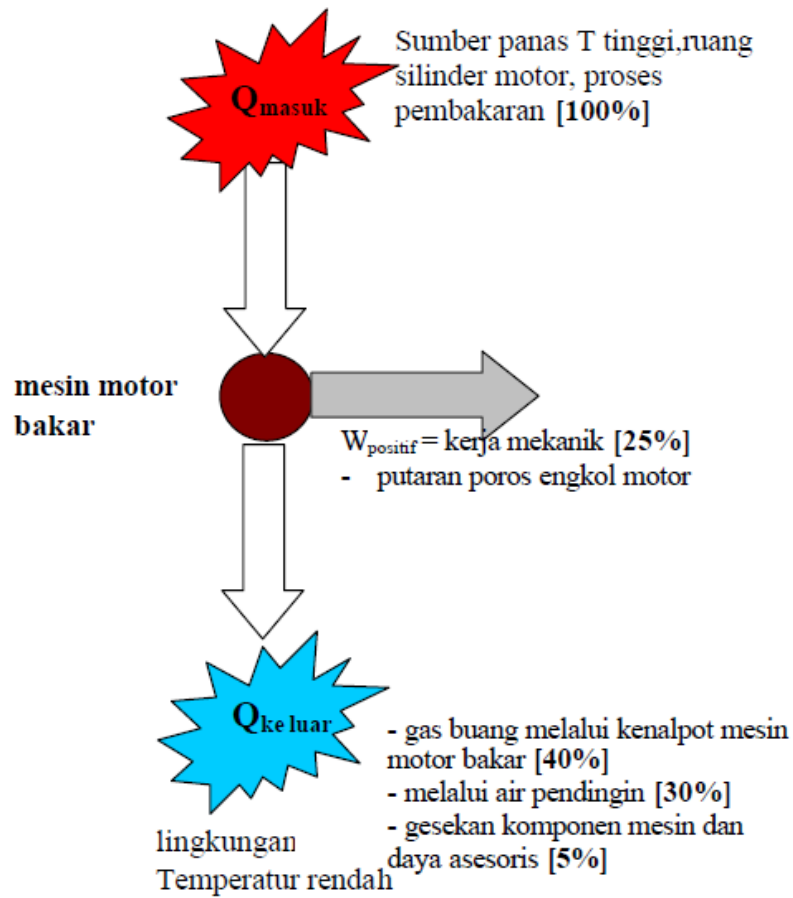 Qmasuk
Sumber panas T tinggi,ruang
silinder motor, proses
pembakaran [100%]
mesin motor
bakar
Wpositif = kerja mekanik [25%]
- putaran poros engkol motor
Qke luar
- gas buang melalui kenalpot mesin
motor bakar [40%]
- melalui air pendingin [30%]
- gesekan komponen mesin dan
daya asesoris [5%]
lingkungan
Temperatur rendah